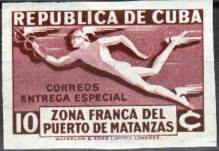 REPUBLICA DE CUBA
CORREOS
ENTREGA ESPECIAL
10 ZONA FRANCA DEL PUERTO DE MATANZAS ¢
WATERLOW & SONS LIMITED, LONDRES.